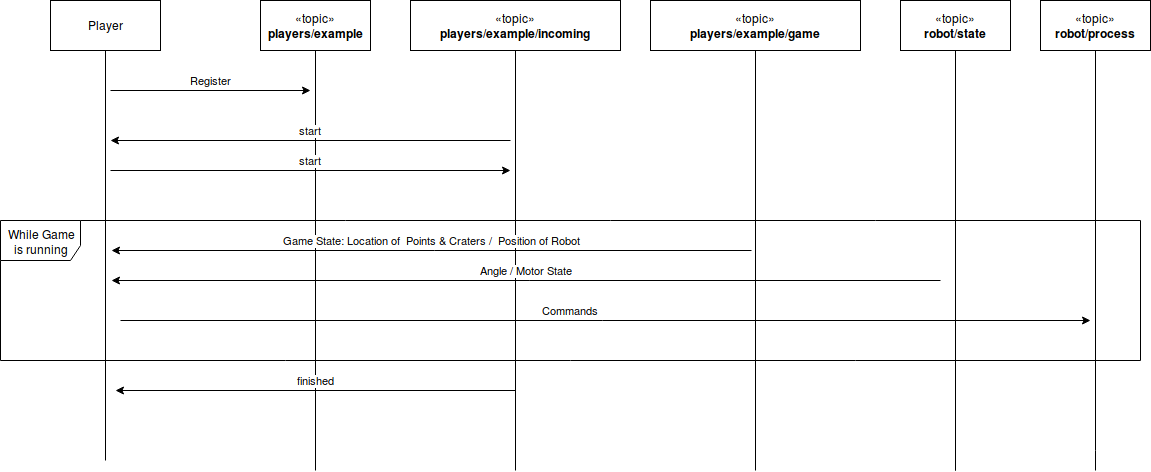 Player
«topic»
players/example
«topic»
players/example/incoming
«topic»
players/example/game
«topic»
robot/state
«topic»
robot/process
Register
start
start
While Game
is running
Game State: Location of  Points & Craters /  Position of Robot
Angle / Motor State
Commands
finished